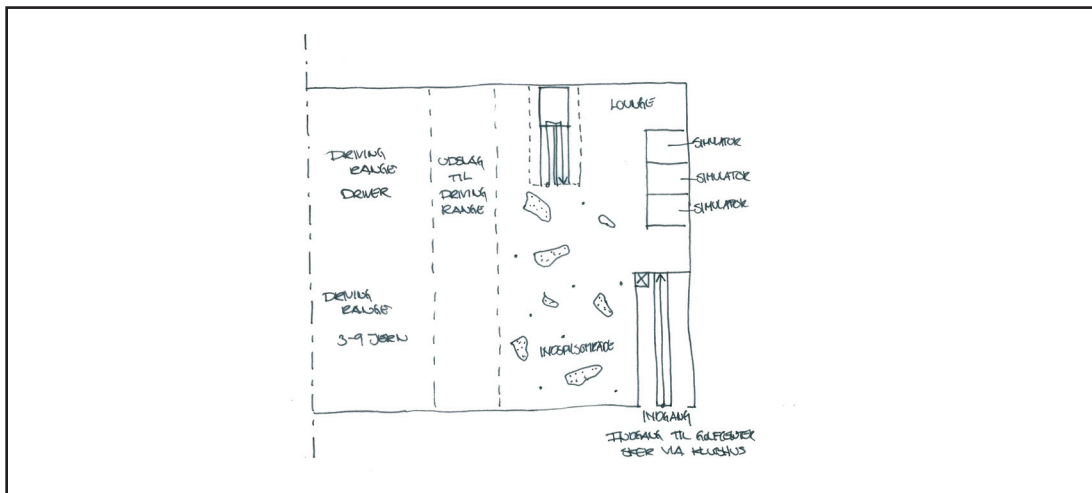 LOUNGE
SIMULATOR
SIMULATOR
SIMULATOR
DRIVING
RANGE
DRIVER
UDSLAG
TIL
DRIVING
RANGE
DRIVING
RANGE
3-9 JERN
INDSPILSOMRÅDE
INDGANG
INDGANG TIL GOLFCENTER
SKER VIA KLUBHUS